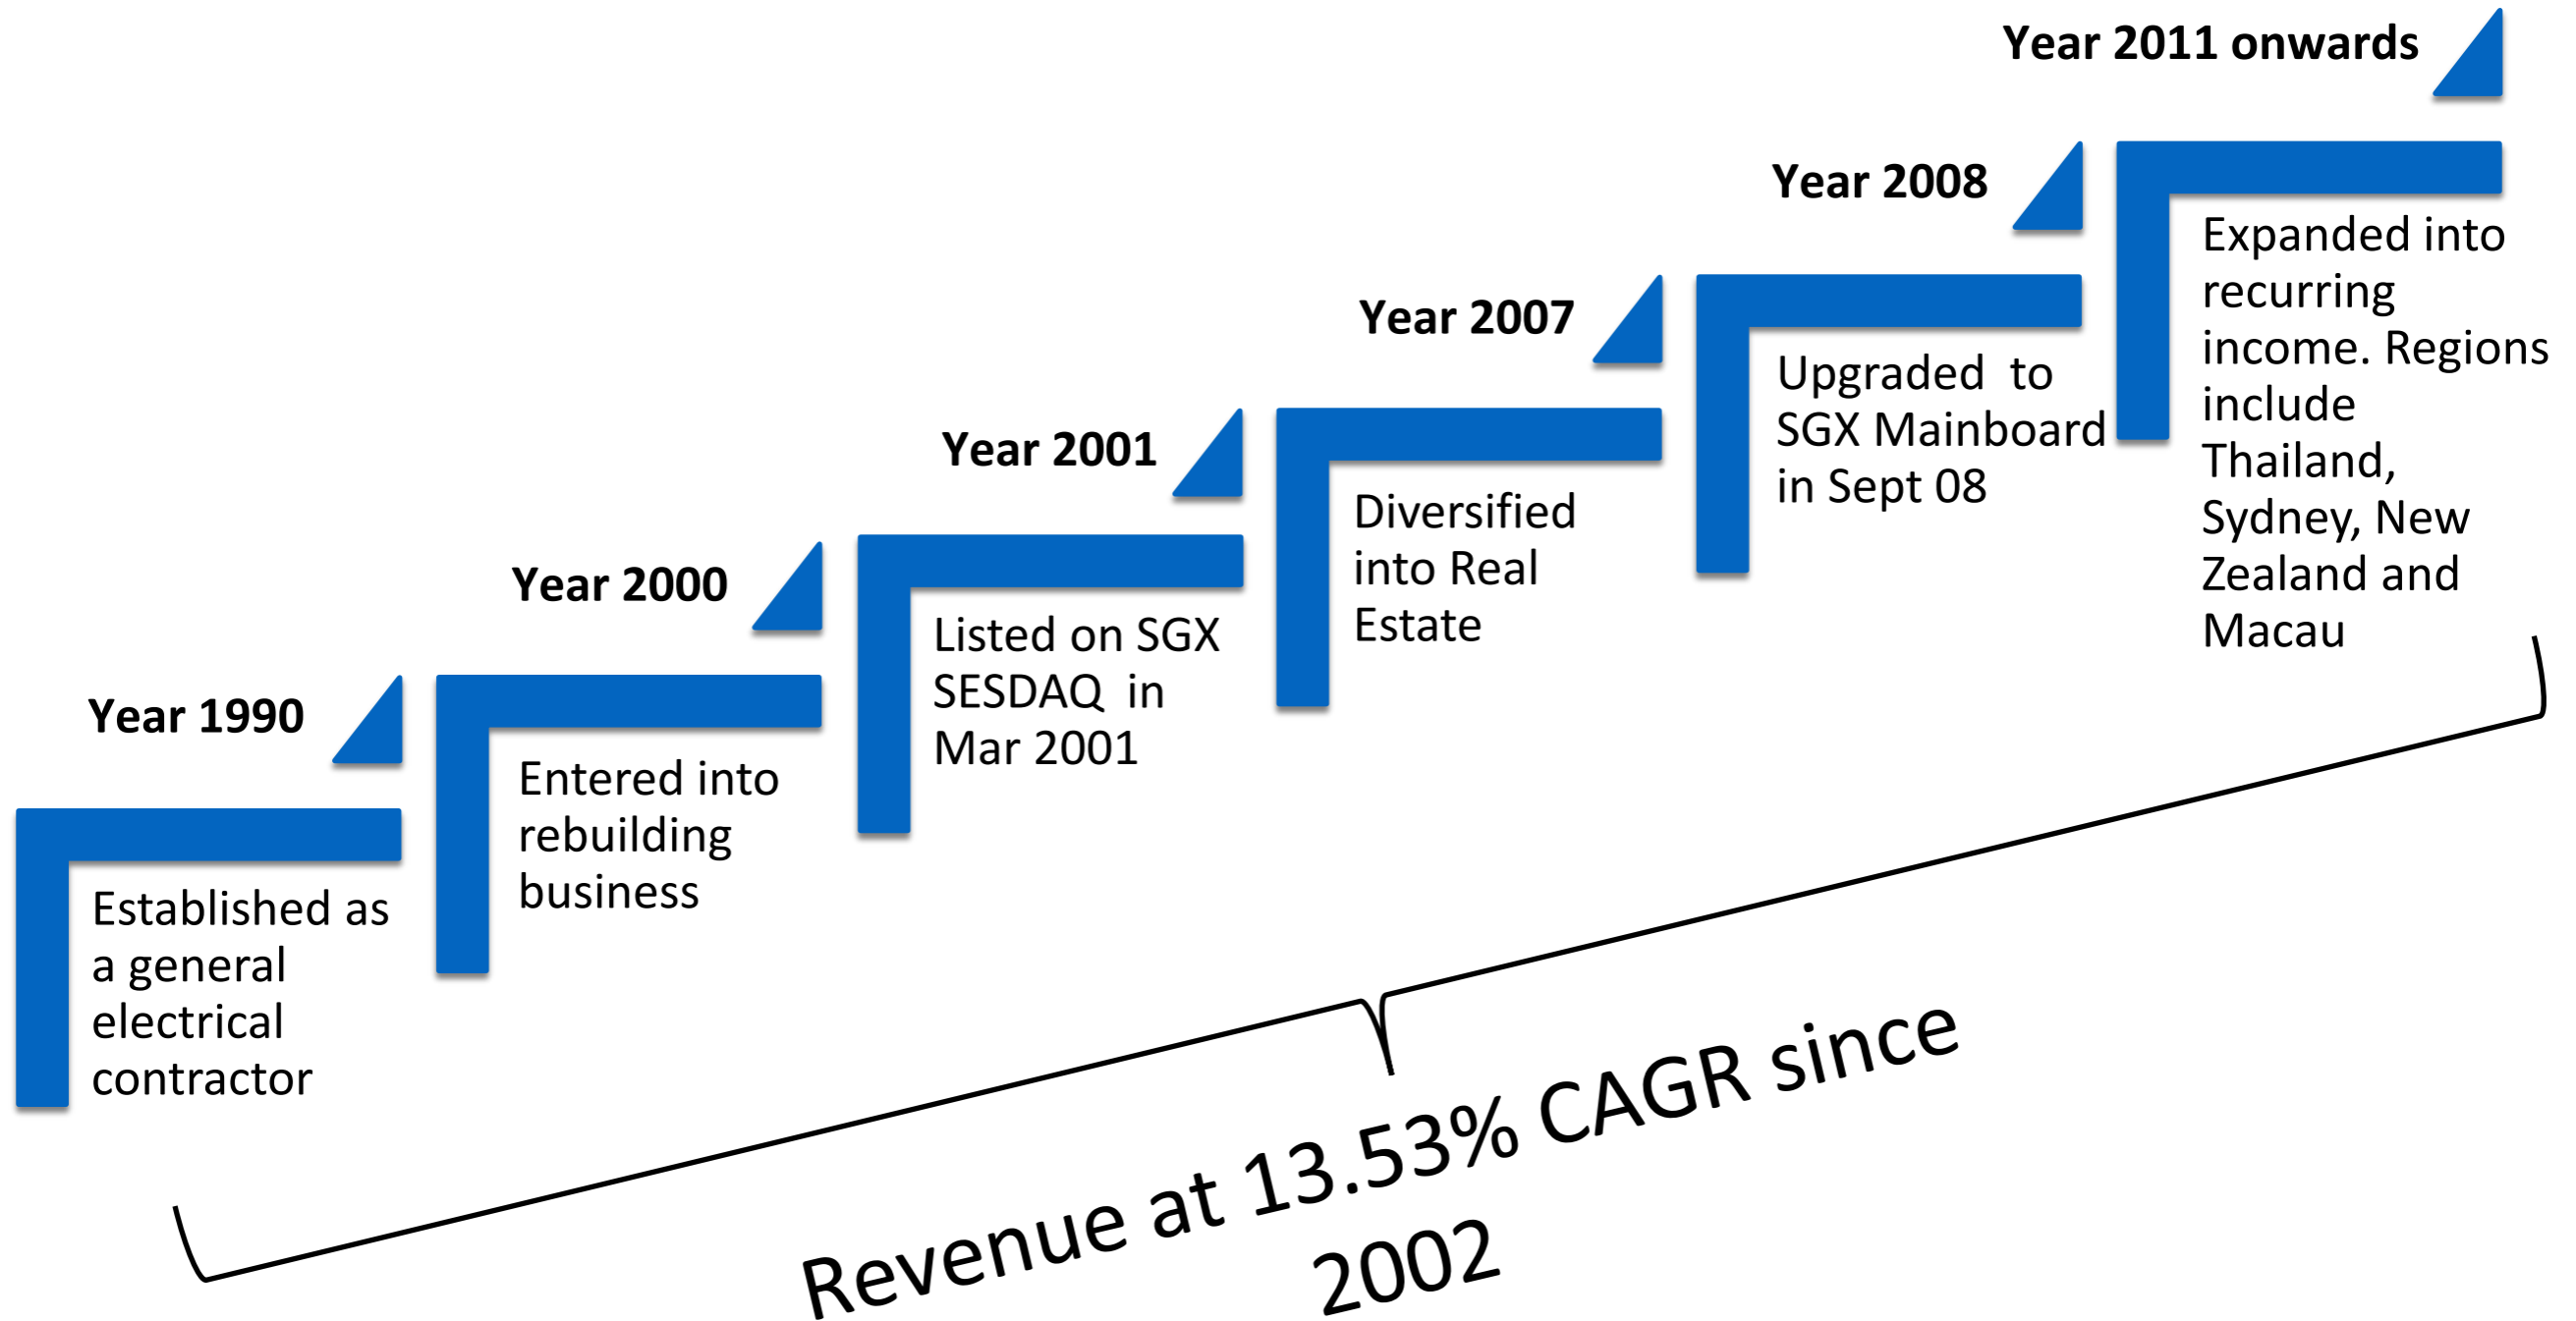 Year 1990
Established as
a general
electrical
contractor
Year 2000
Entered into
rebuilding
business
Year 2001
Listed on SGX
SESDAQ  in
Mar 2001
Year 2007
Diversified
into Real
Estate
Year 2008
Upgraded  to
SGX Mainboard
in Sept 08
Year 2011 onwards
Expanded into
recurring
income. Regions
include
Thailand,
Sydney, New
Zealand and
Macau
Revenue at 13.53% CAGR since
2002